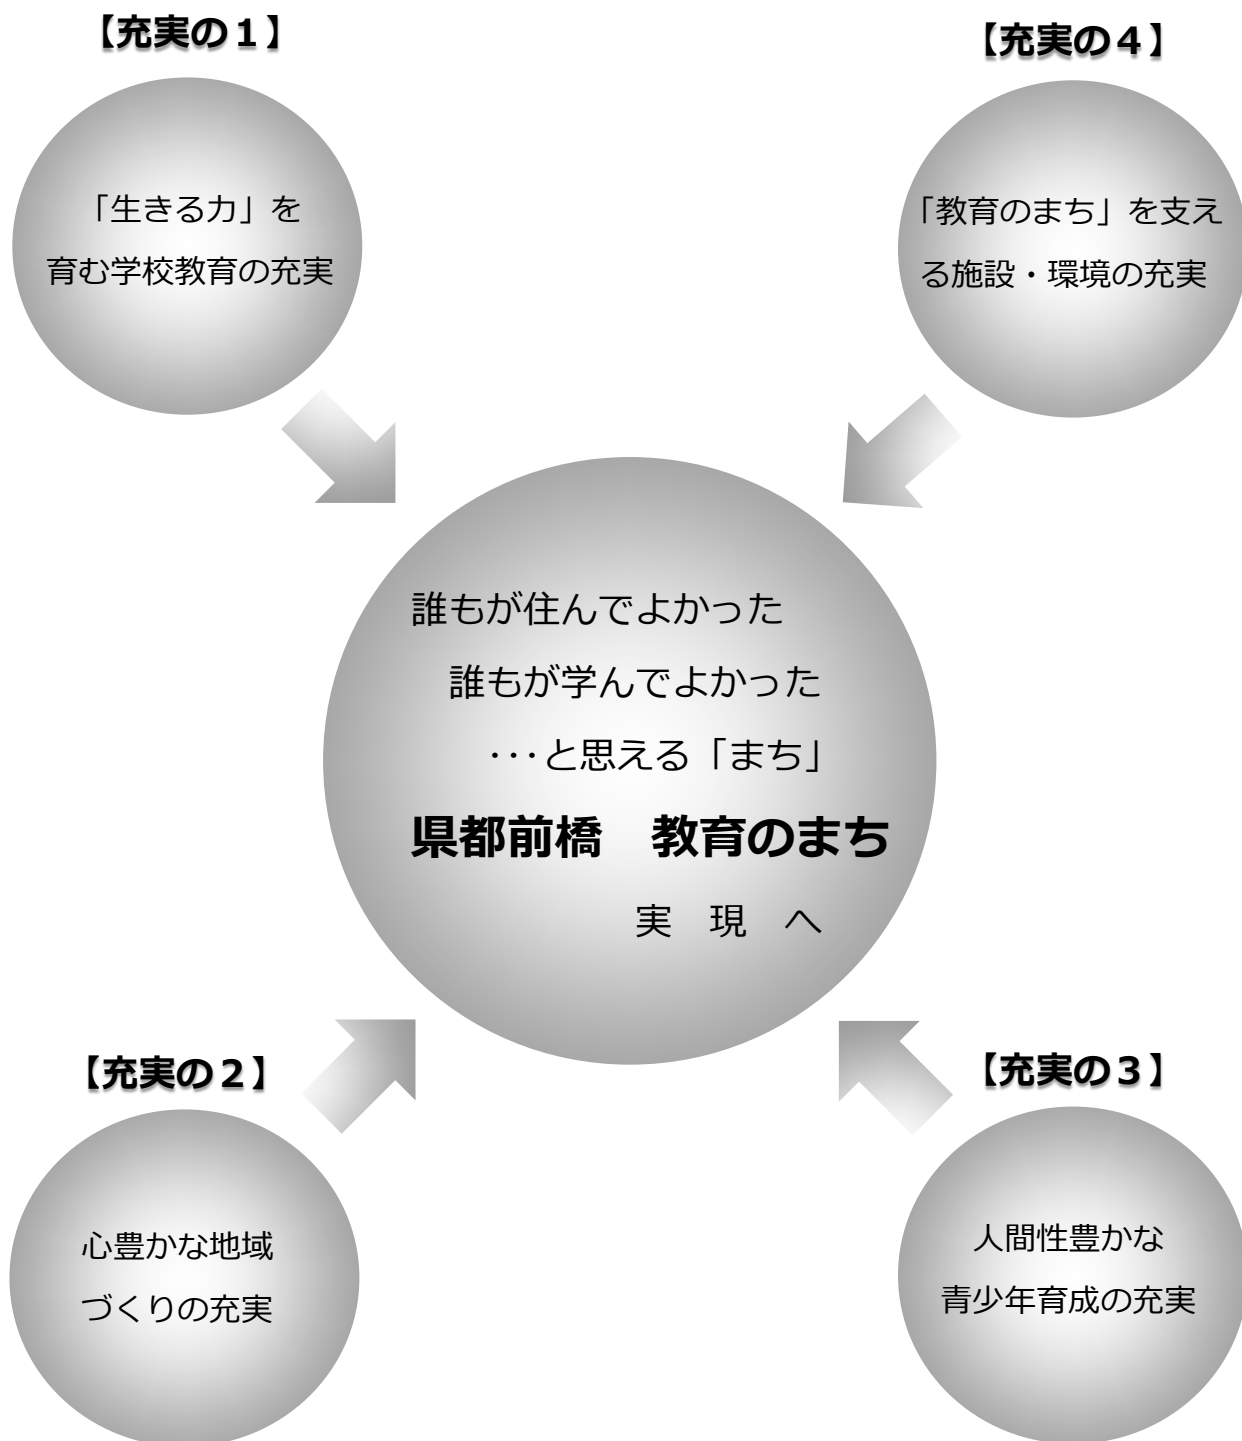 【充実の１】
「生きる力」を
育む学校教育の充実
【充実の４】
「教育のまち」を支え
る施設・環境の充実
誰もが住んでよかった
誰もが学んでよかった
･･･と思える「まち」
県都前橋　教育のまち
実　現　へ
【充実の２】
心豊かな地域
づくりの充実
【充実の３】
人間性豊かな
青少年育成の充実